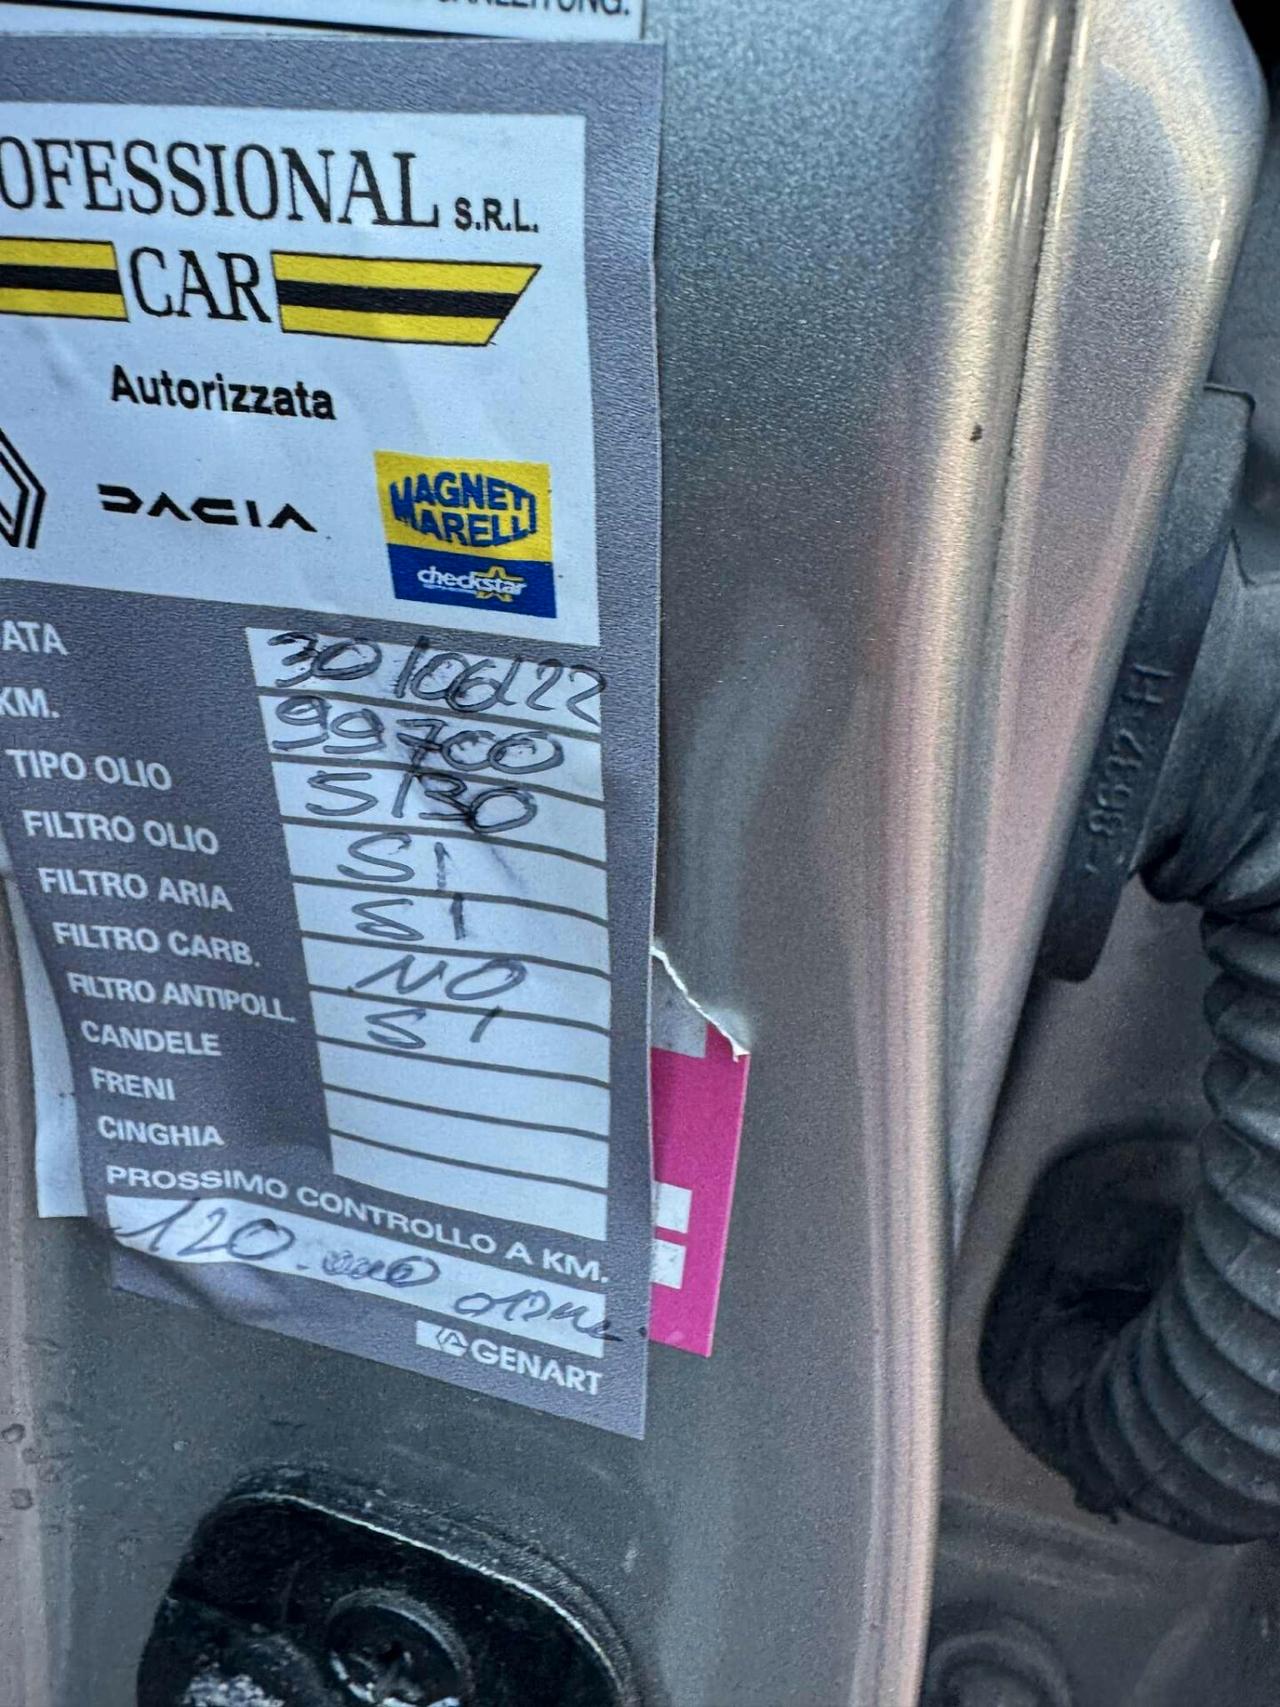 OFESSIONAL S.R.L.
CAR
Autorizzata
DACIA
MAGNETI
MARELLI
checkstar
ATA 30/06/22
KM. 99700
TIPO OLIO 5/30
FILTRO OLIO SI
FILTRO ARIA SI
FILTRO CARB. NO
FILTRO ANTIPOLL. SI
CANDELE
FRENI
CINGHIA
PROSSIMO CONTROLLO A KM.
120.000
GENART
8632 H